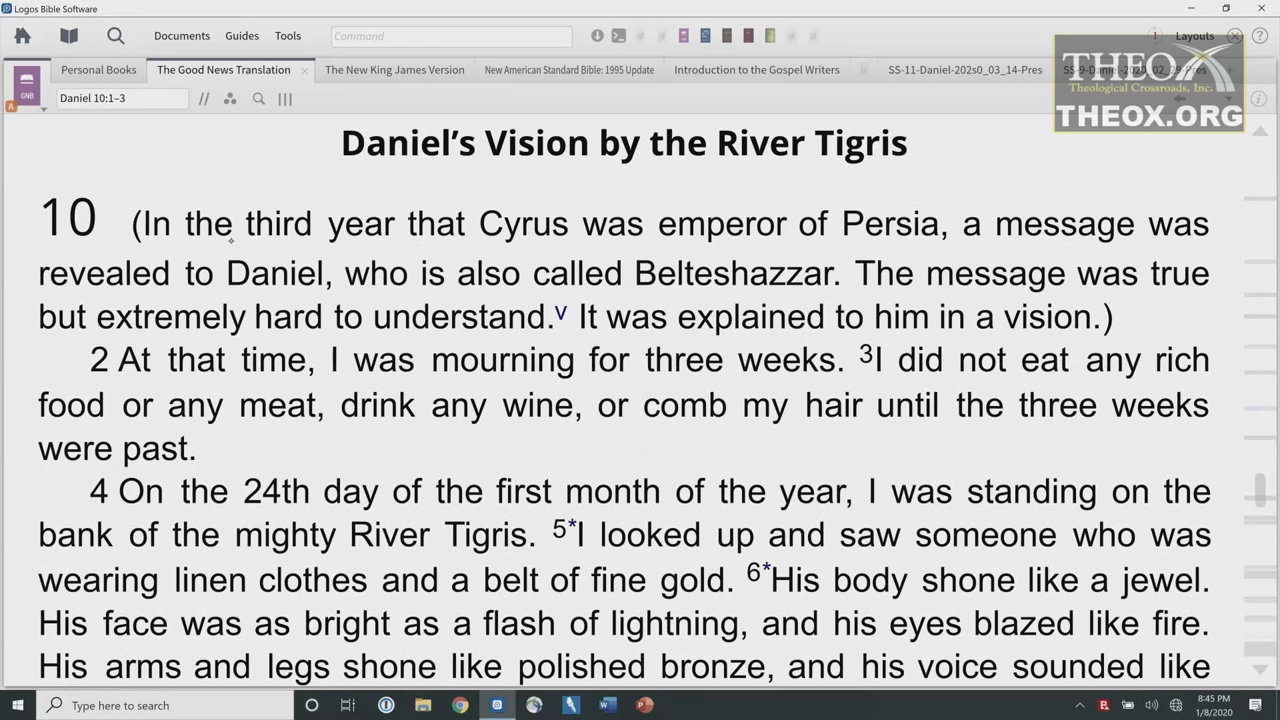 Logos Bible Software
Documents Guides Tools Command Layouts
Personal Books The Good News Translation The New King James Version New American Standard Bible: 1995 Update Introduction to the Gospel Writers SS-11-Daniel-202s0_03_14-Pres SS-9-Daniel-2020_02_29-Pres
GNB
Daniel 10:1–3
THEOX
Theological Crossroads, Inc.
THEOX.ORG
Daniel’s Vision by the River Tigris
10 (In the third year that Cyrus was emperor of Persia, a message was
revealed to Daniel, who is also called Belteshazzar. The message was true
but extremely hard to understand.v It was explained to him in a vision.)
2 At that time, I was mourning for three weeks. 3I did not eat any rich
food or any meat, drink any wine, or comb my hair until the three weeks
were past.
4 On the 24th day of the first month of the year, I was standing on the
bank of the mighty River Tigris. 5*I looked up and saw someone who was
wearing linen clothes and a belt of fine gold. 6*His body shone like a jewel.
His face was as bright as a flash of lightning, and his eyes blazed like fire.
His arms and legs shone like polished bronze, and his voice sounded like
Type here to search
8:45 PM
1/8/2020